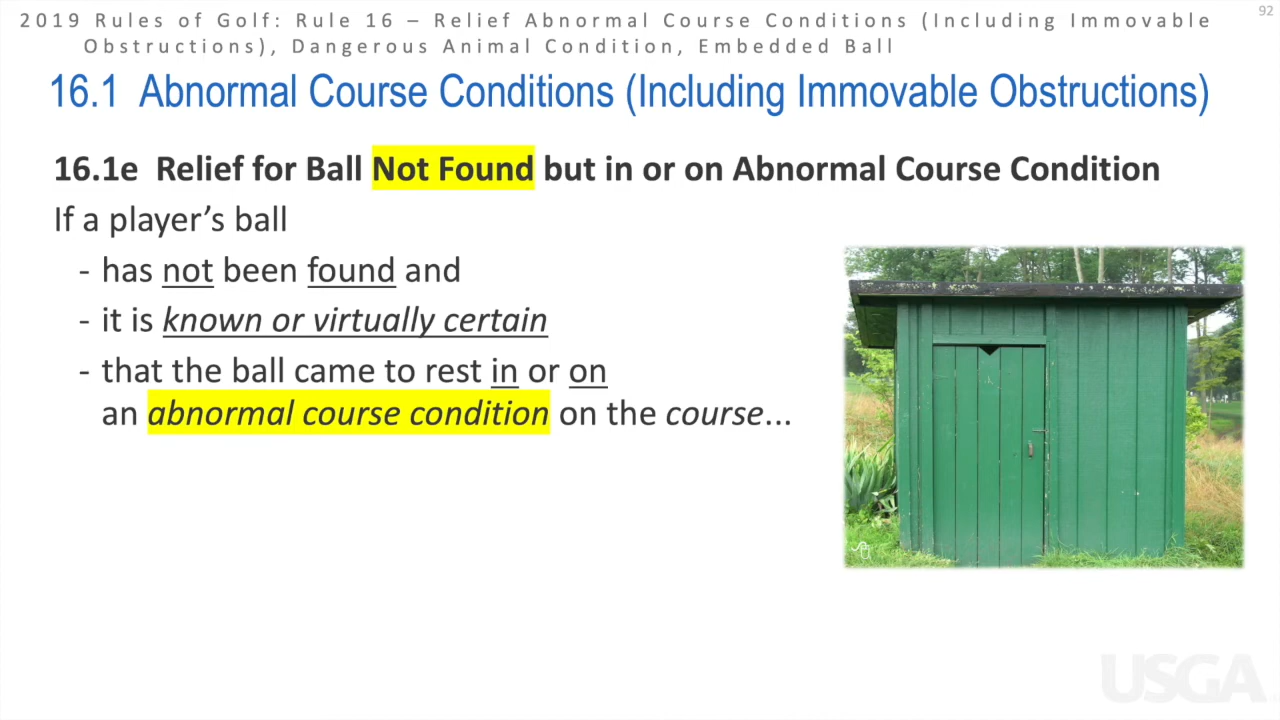 92
2019 Rules of Golf: Rule 16 – Relief Abnormal Course Conditions (Including Immovable
Obstructions), Dangerous Animal Condition, Embedded Ball
16.1 Abnormal Course Conditions (Including Immovable Obstructions)
16.1e Relief for Ball Not Found but in or on Abnormal Course Condition
If a player’s ball
- has not been found and
- it is known or virtually certain
- that the ball came to rest in or on
an abnormal course condition on the course...
USGA